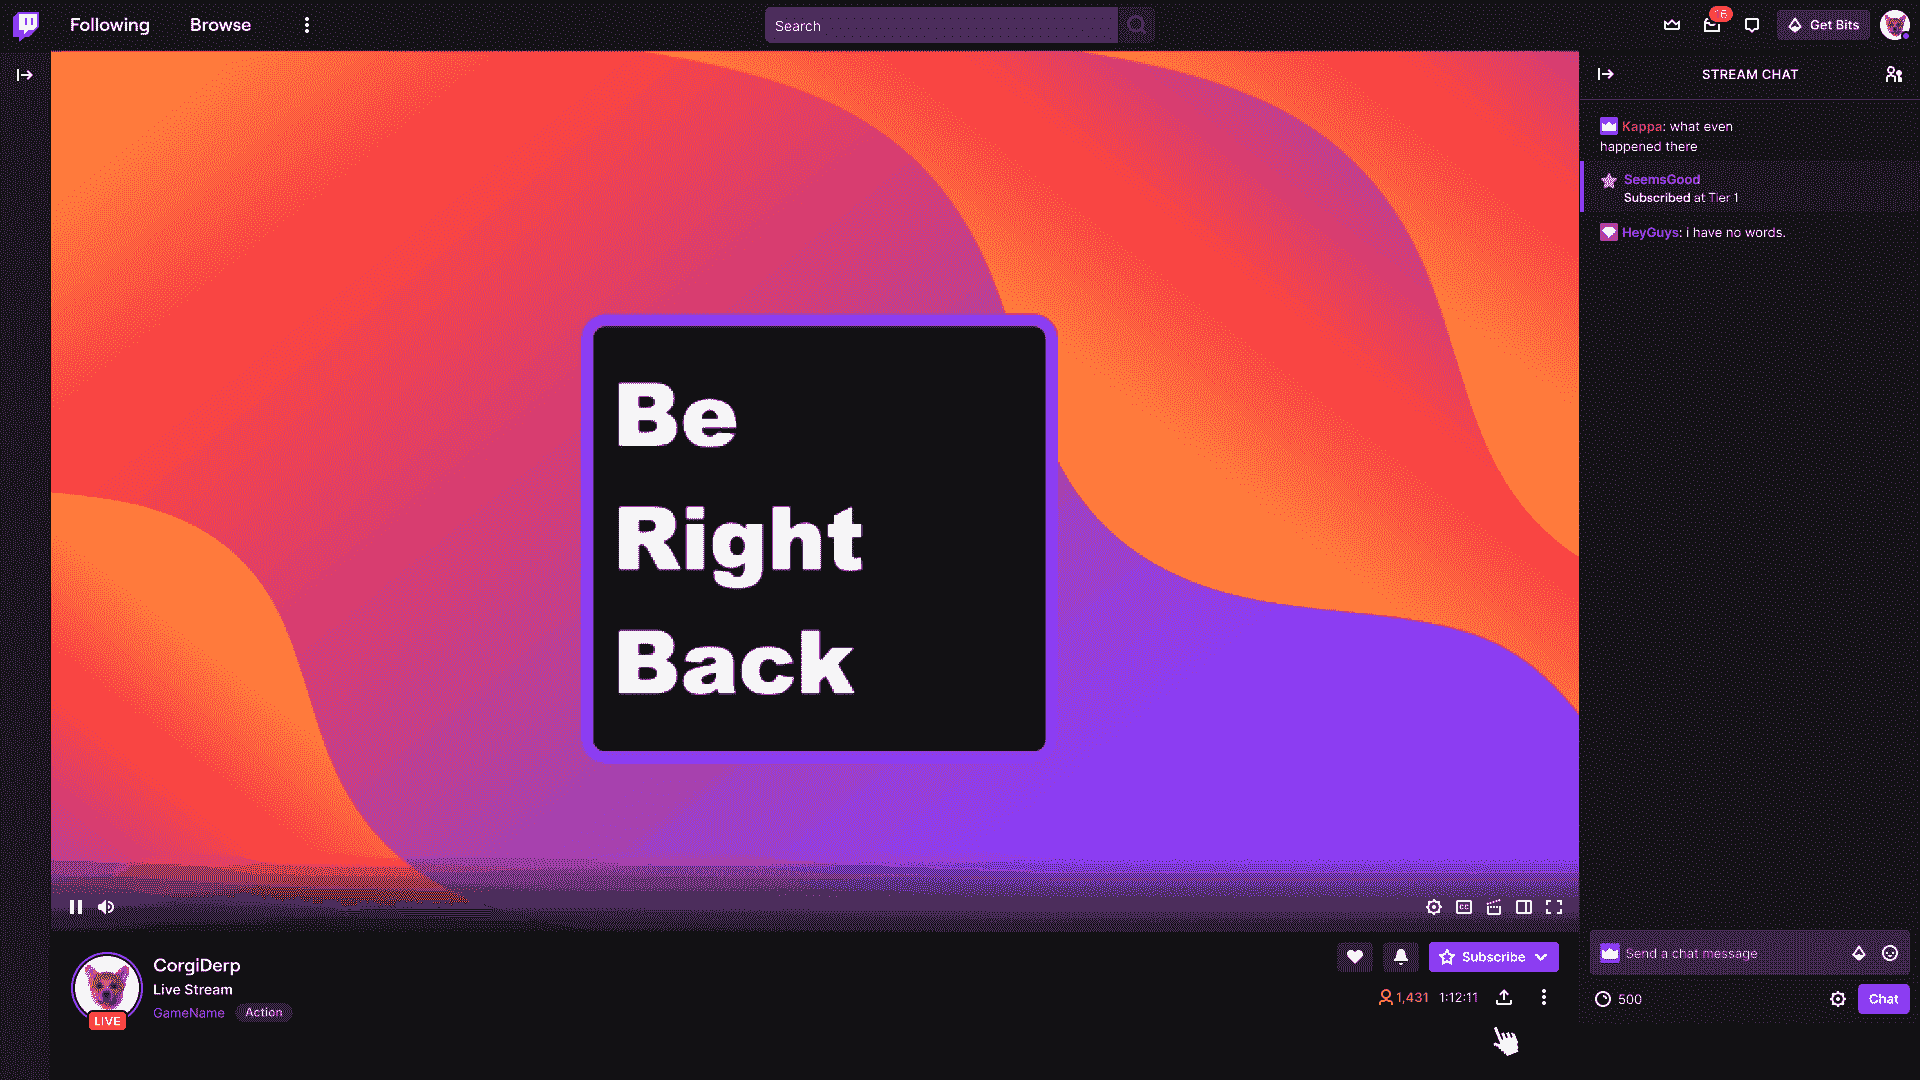 Following
Browse
Search
Get Bits
STREAM CHAT
Kappa: what even
happened there
SeemsGood
Subscribed at Tier 1
HeyGuys: i have no words.
Be
Right
Back
CC
CorgiDerp
Live Stream
GameName
Action
LIVE
Subscribe
1,431
1:12:11
Send a chat message
500
Chat